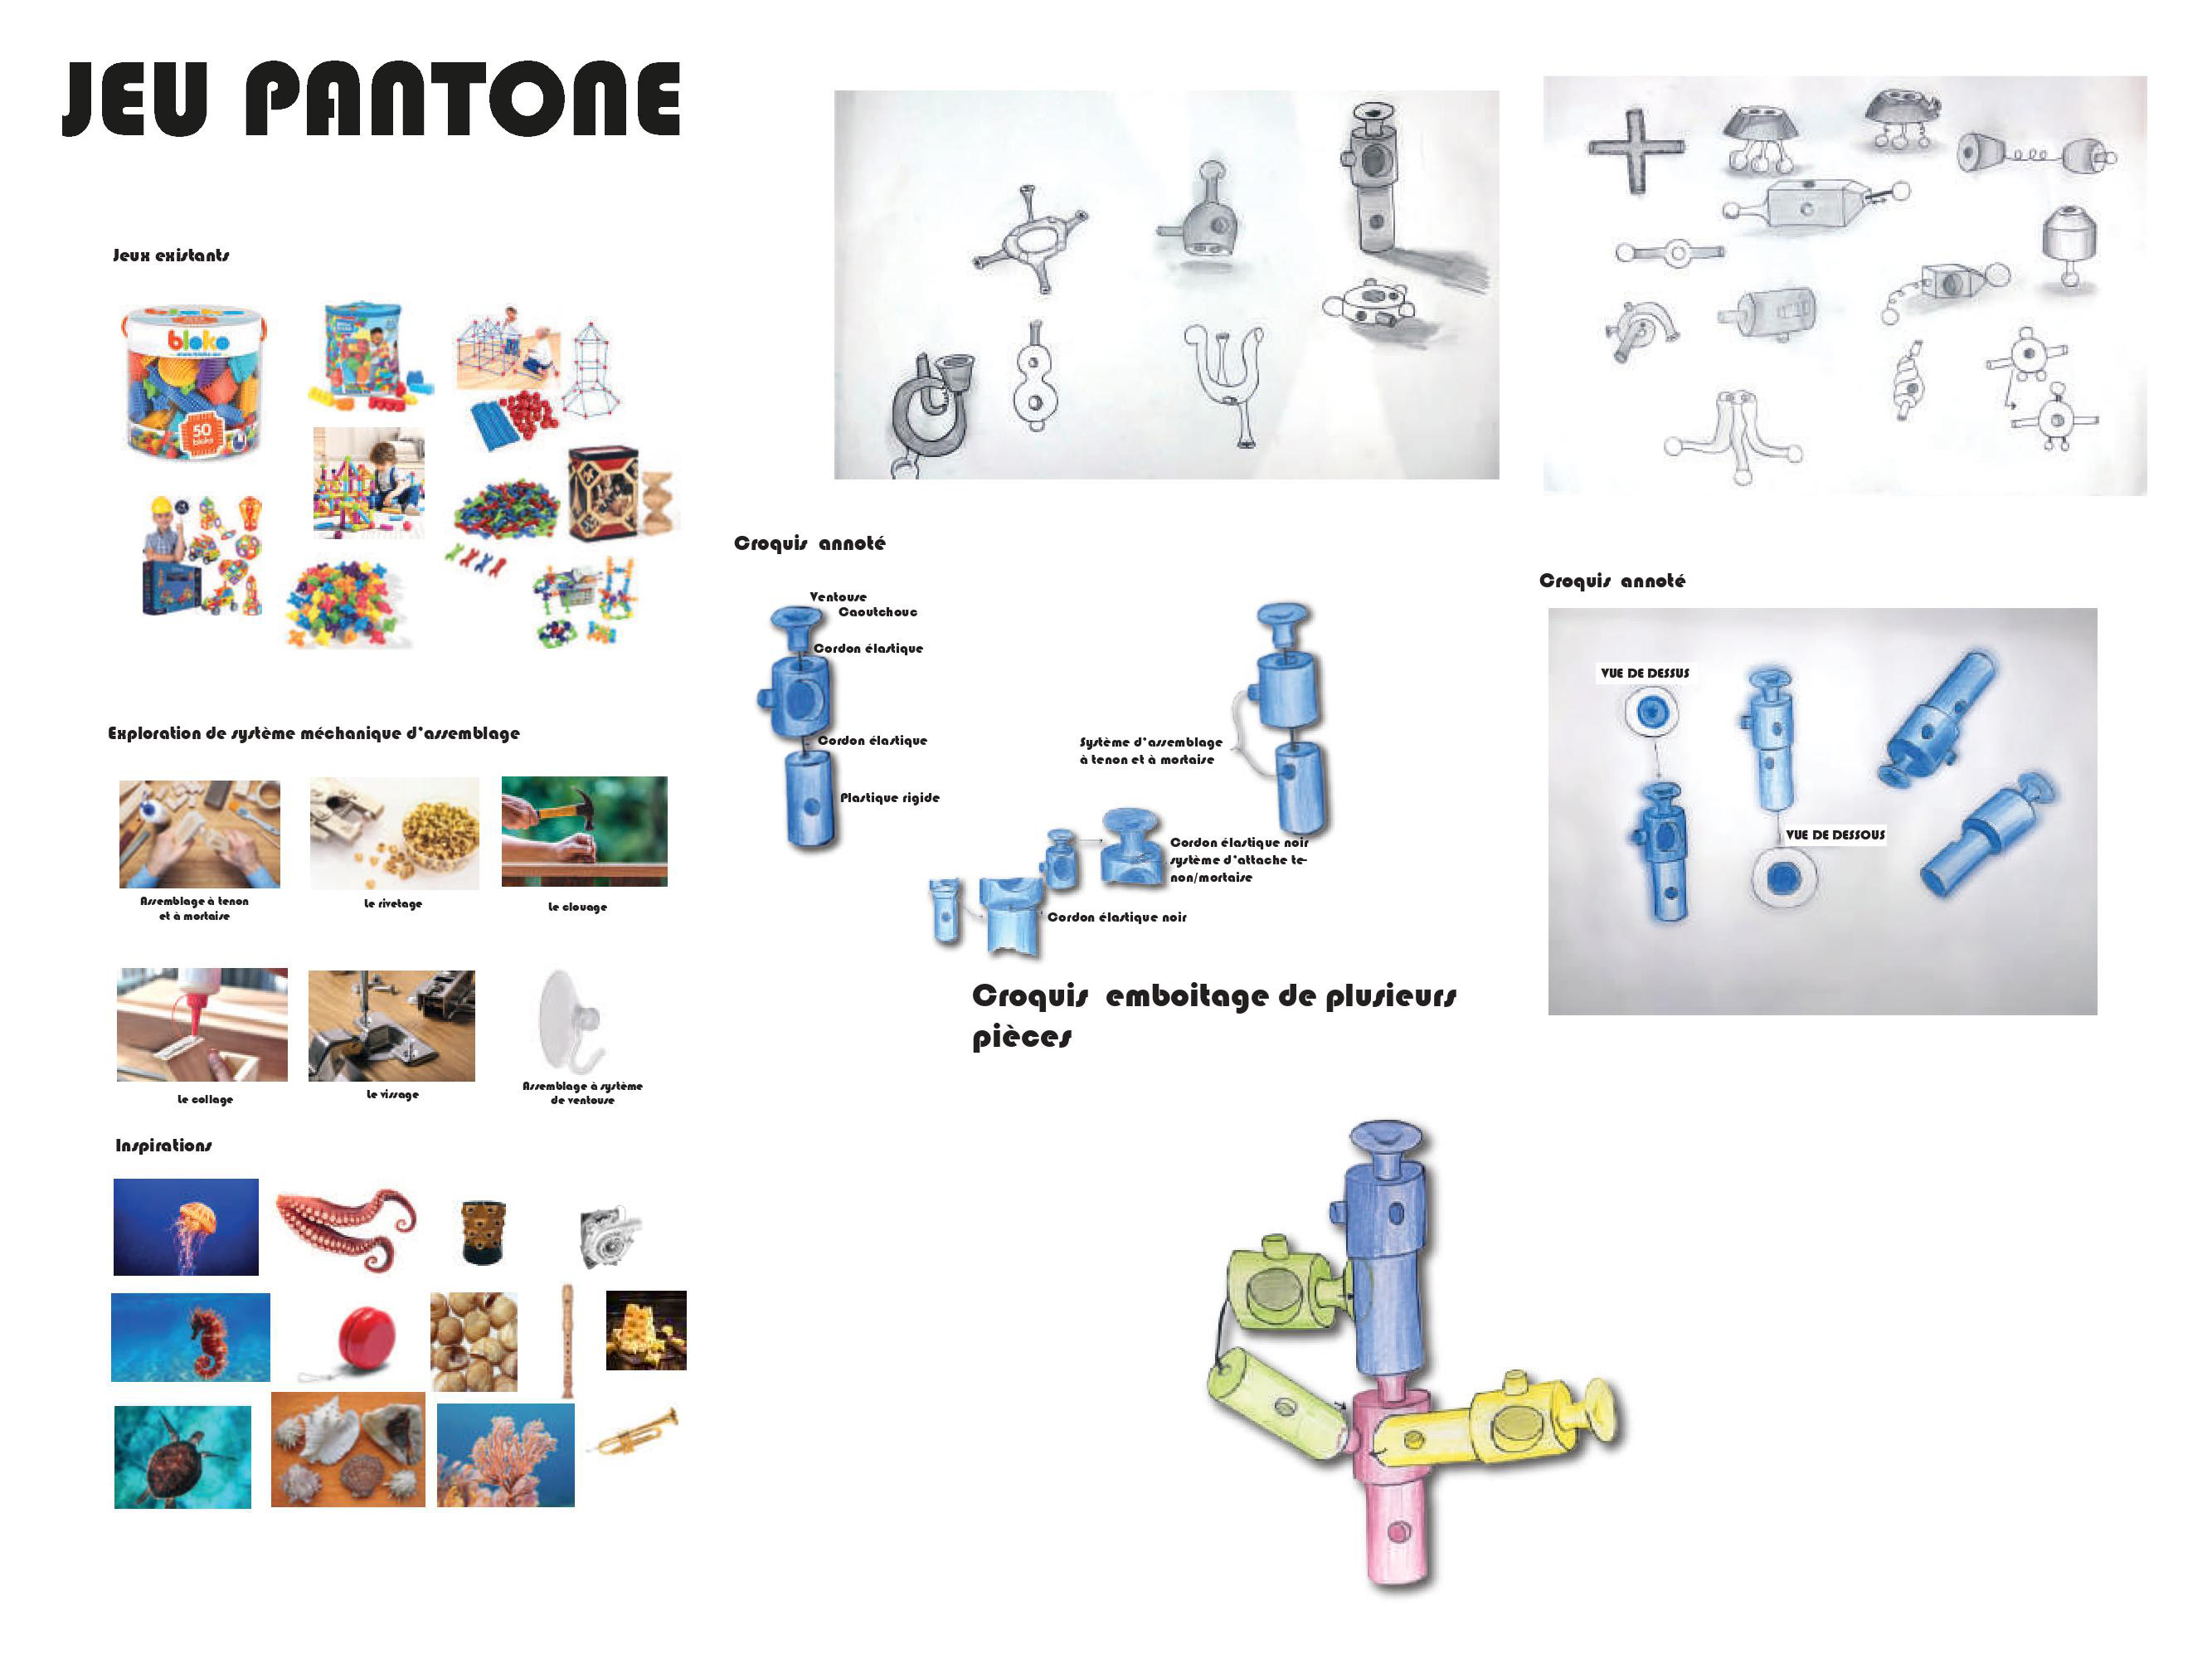 JEU PANTONE
Jeux existants
bloko
50
bloko
Exploration de système méchanique d'assemblage
Assemblage à tenon
et à mortaise
Le rivetage
Le clouage
Le collage
Le vissage
Assemblage à système
de ventouse
Inspirations
Croquis annoté
Ventouse
Caoutchouc
Cordon élastique
Cordon élastique
Plastique rigide
Système d'assemblage
à tenon et à mortaise
Cordon élastique noir
système d'attache te-
non/mortaise
Cordon élastique noir
Croquis emboitage de plusieurs
pièces
Croquis annoté
VUE DE DESSUS
VUE DE DESSOUS